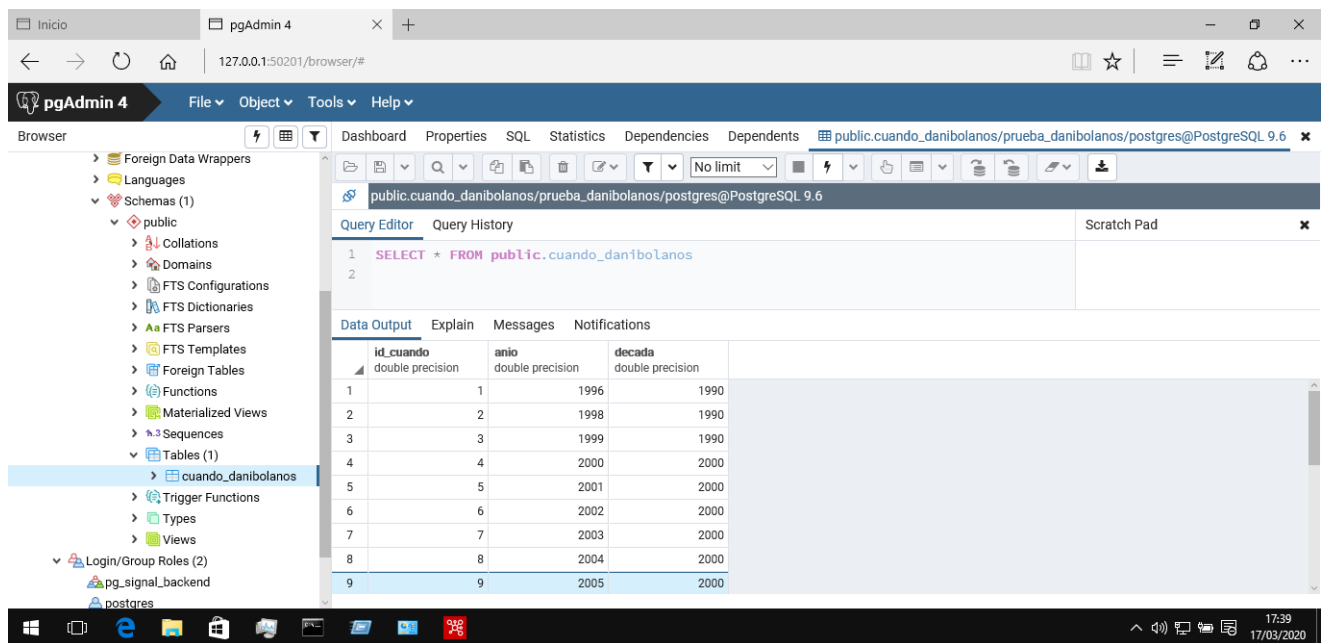 Inicio
pgAdmin 4
127.0.0.1:50201/browser/#
pgAdmin 4
File Object Tools Help
Browser
Dashboard Properties SQL Statistics Dependencies Dependents public.cuando_danibolanos/prueba_danibolanos/postgres@PostgreSQL 9.6
No limit
public.cuando_danibolanos/prueba_danibolanos/postgres@PostgreSQL 9.6
Foreign Data Wrappers
Languages
Schemas (1)
public
Collations
Domains
FTS Configurations
FTS Dictionaries
Aa FTS Parsers
FTS Templates
Foreign Tables
Functions
Materialized Views
1..3 Sequences
Tables (1)
cuando_danibolanos
Trigger Functions
Types
Views
Login/Group Roles (2)
pg_signal_backend
postgres
Query Editor Query History
Scratch Pad
1 SELECT * FROM public.cuando_danibolanos
2
Data Output Explain Messages Notifications
id_cuando anio decada
double precision double precision double precision
1 1 1996 1990
2 2 1998 1990
3 3 1999 1990
4 4 2000 2000
5 5 2001 2000
6 6 2002 2000
7 7 2003 2000
8 8 2004 2000
9 9 2005 2000
17:39
17/03/2020